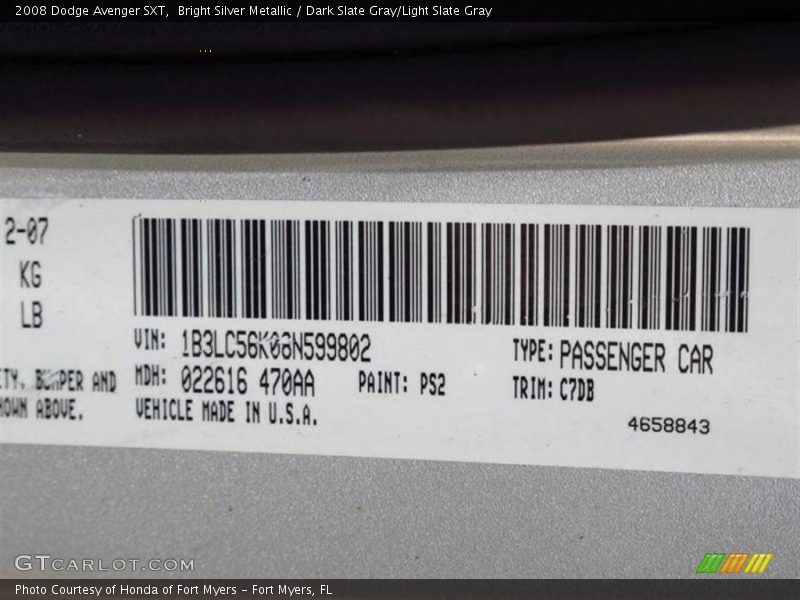 2008 Dodge Avenger SXT, Bright Silver Metallic / Dark Slate Gray/Light Slate Gray
2-07
KG
LB
VIN: 1B3LC56K08N599802
TYPE: PASSENGER CAR
ETY, BUMPER AND
MDH: 022616 470AA
PAINT: PS2
TRIM: C7DB
HOWN ABOVE.
VEHICLE MADE IN U.S.A.
4658843
GTCARLOT.COM
Photo Courtesy of Honda of Fort Myers – Fort Myers, FL